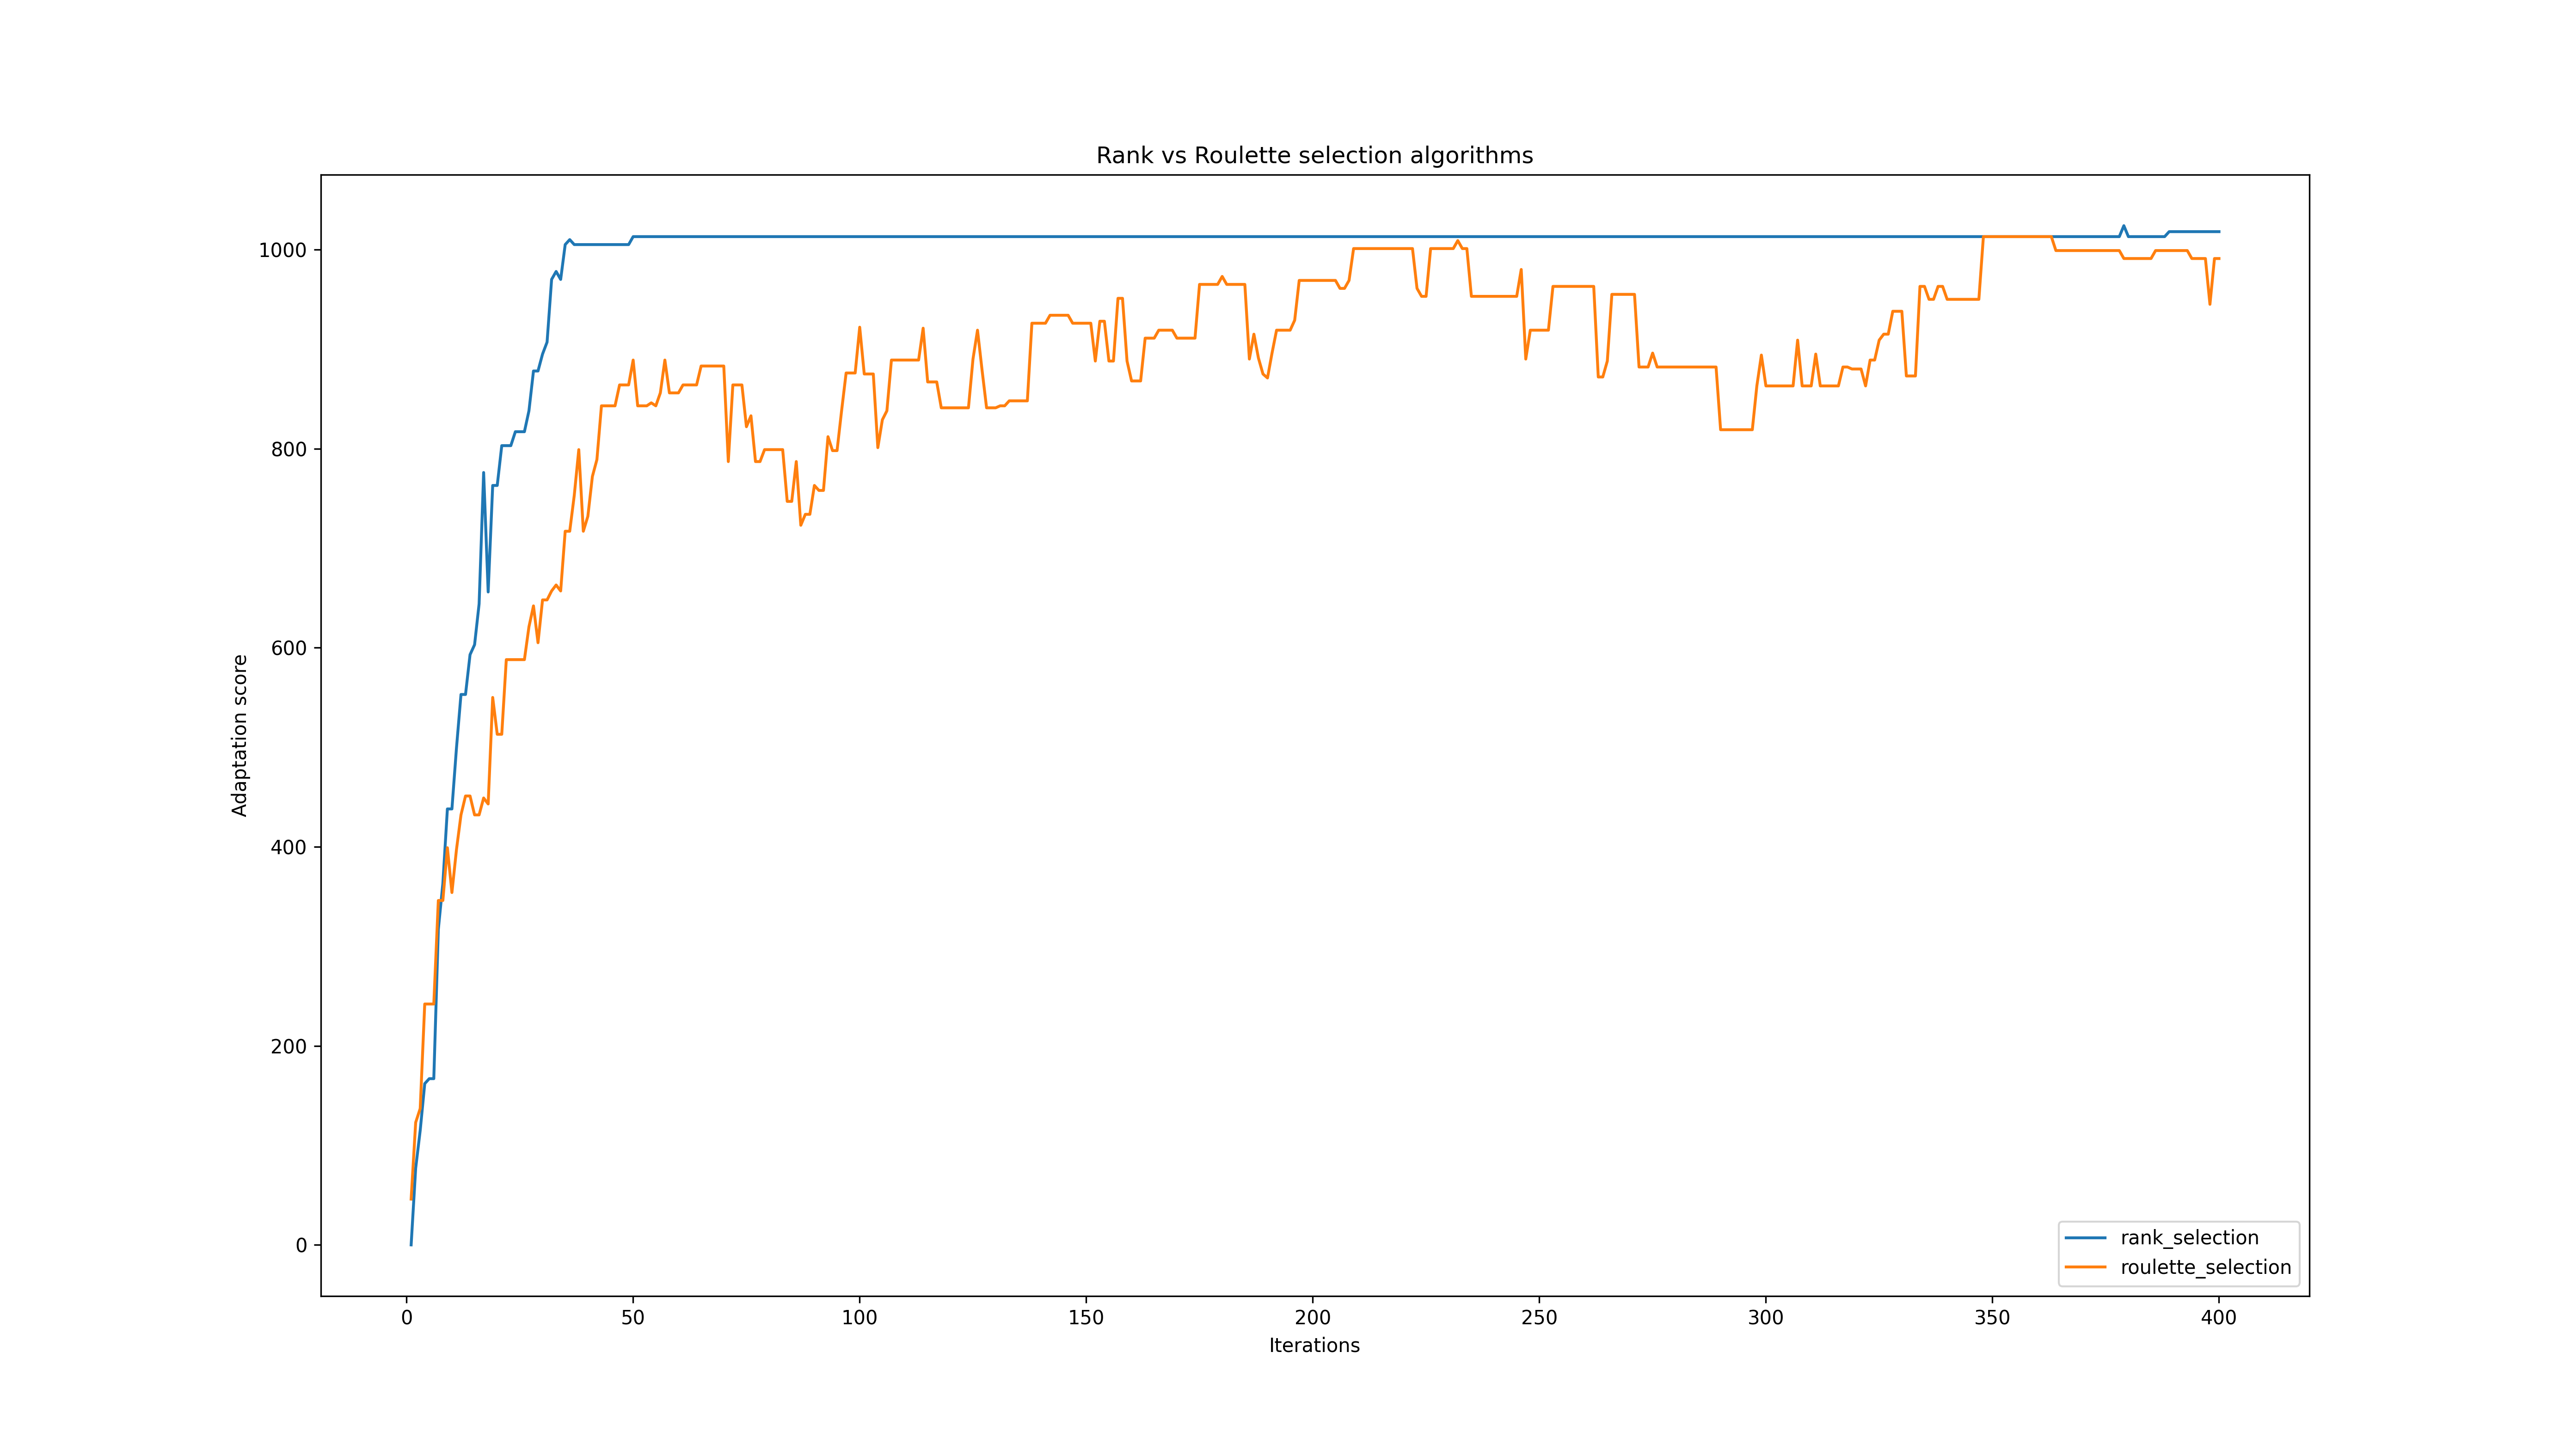 Rank vs Roulette selection algorithms
1000
800
600
400
200
0
Adaptation score
0 50 100 150 200 250 300 350 400
Iterations
rank_selection
roulette_selection